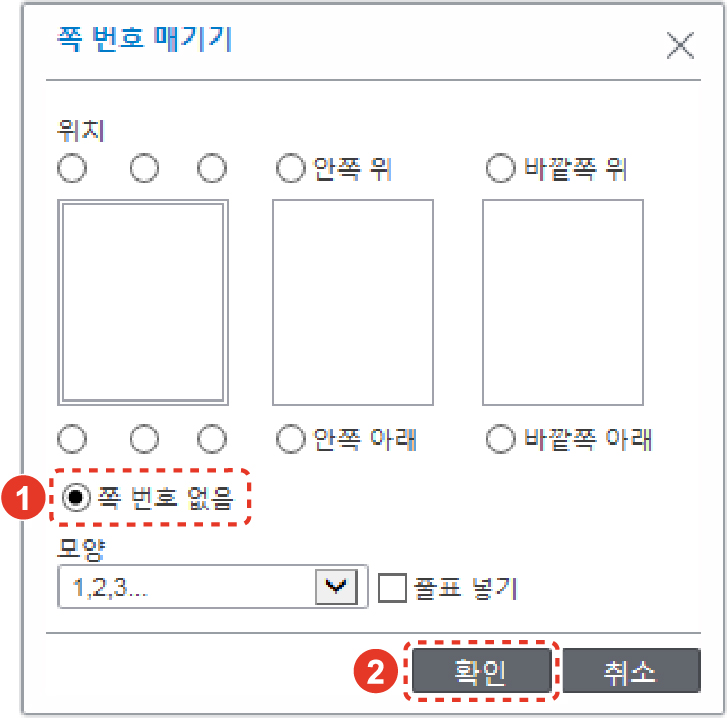 쪽 번호 매기기
위치
안쪽 위
바깥쪽 위
안쪽 아래
바깥쪽 아래
1 쪽 번호 없음
모양
1,2,3...
줄표 넣기
2 확인
취소